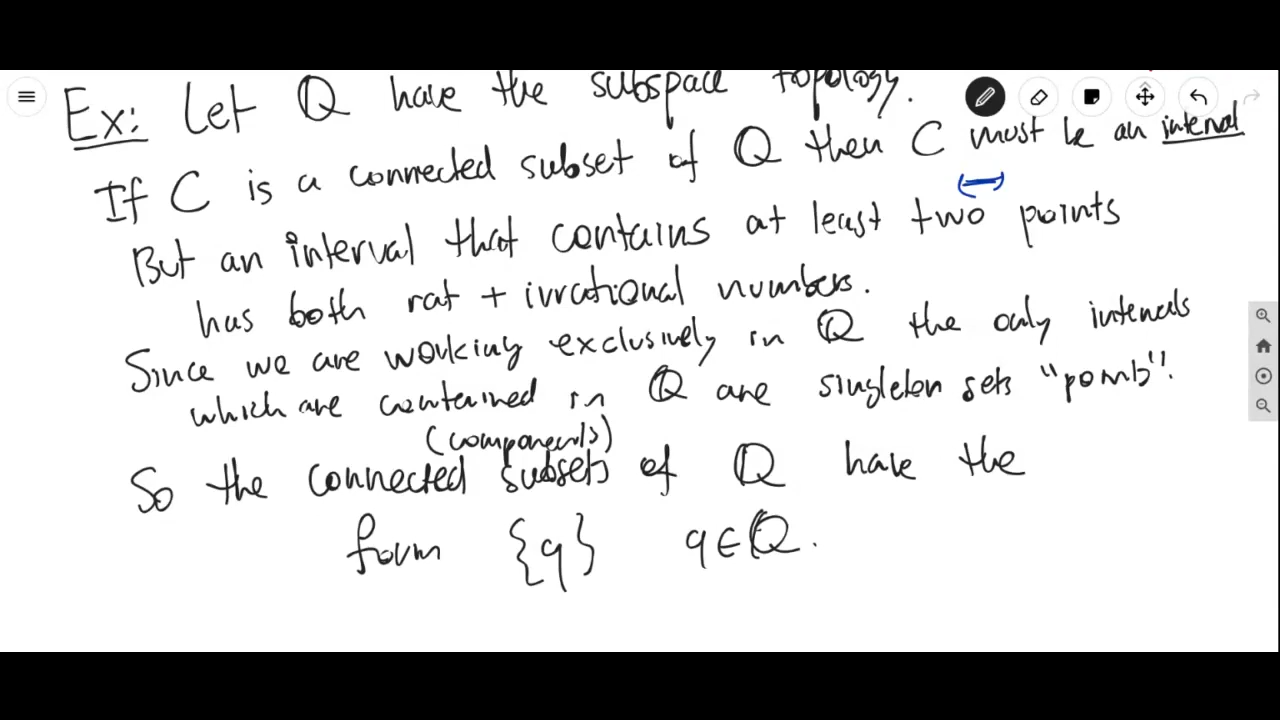 Ex: Let ℚ have the subspace topology.
If C is a connected subset of ℚ then C must be an interval
But an interval that contains at least two points
has both rat + irrational numbers.
Since we are working exclusively in ℚ the only intervals
which are contained in ℚ are singleton sets "points".
(components)
So the connected subsets of ℚ have the
form {q} q∈ℚ.